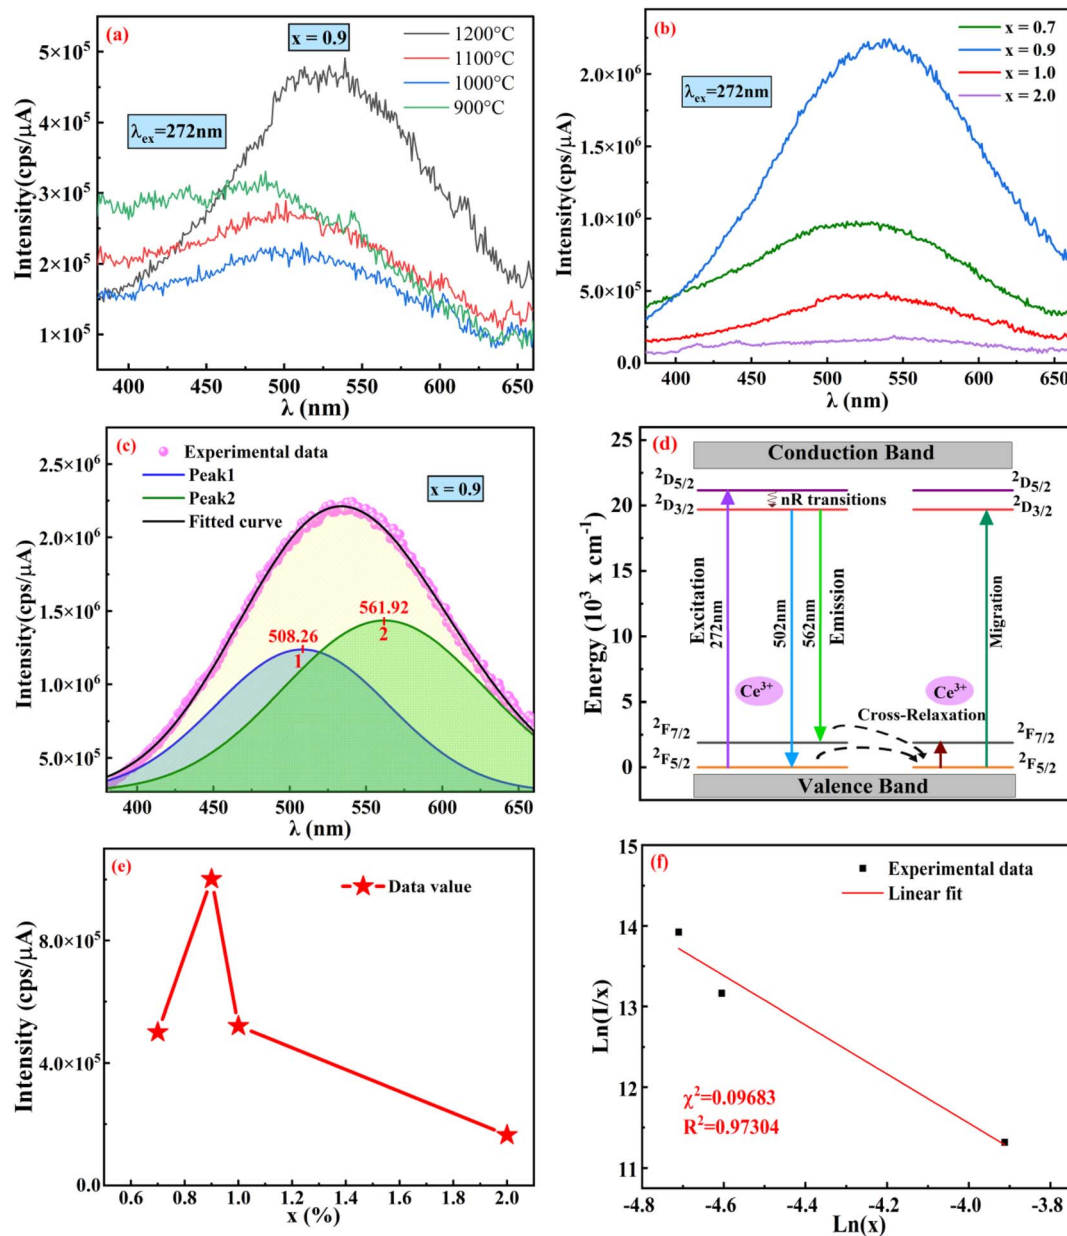 (a)
x = 0.9
λex=272nm
1200°C
1100°C
1000°C
900°C
5×10⁵
4×10⁵
3×10⁵
2×10⁵
1×10⁵
Intensity(cps/μA)
400 450 500 550 600 650
λ (nm)
(b)
λex=272nm
x = 0.7
x = 0.9
x = 1.0
x = 2.0
2.0×10⁶
1.5×10⁶
1.0×10⁶
5.0×10⁵
0.0
Intensity(cps/μA)
400 450 500 550 600 650
λ (nm)
(c)
Experimental data
Peak1
Peak2
Fitted curve
x = 0.9
561.92
2
508.26
1
2.5×10⁶
2.0×10⁶
1.5×10⁶
1.0×10⁶
5.0×10⁵
Intensity(cps/μA)
400 450 500 550 600 650
λ (nm)
(d)
Conduction Band
²D5/2
²D3/2
nR transitions
²D5/2
²D3/2
Excitation
272nm
502nm
562nm
Emission
Migration
Ce³⁺
Ce³⁺
Cross-Relaxation
²F7/2
²F5/2
²F7/2
²F5/2
Valence Band
30
25
20
15
10
5
0
Energy (10³ x cm⁻¹)
(e)
Data value
8.0×10⁵
4.0×10⁵
0.0
Intensity (cps/μA)
0.6 0.8 1.0 1.2 1.4 1.6 1.8 2.0
x (%)
(f)
Experimental data
Linear fit
χ²=0.09683
R²=0.97304
15
14
13
12
11
Ln(I/x)
-4.8 -4.6 -4.4 -4.2 -4.0 -3.8
Ln(x)